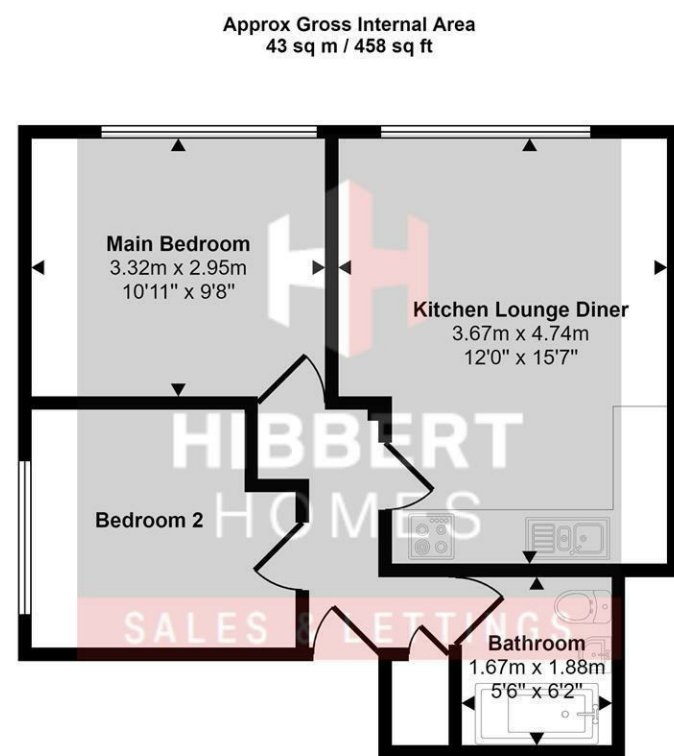 Approx Gross Internal Area
43 sq m / 458 sq ft
Main Bedroom
3.32m x 2.95m
10'11" x 9'8"
Kitchen Lounge Diner
3.67m x 4.74m
12'0" x 15'7"
HIBBERT
HOMES
Bedroom 2
SALES & LETTINGS
Bathroom
1.67m x 1.88m
5'6" x 6'2"